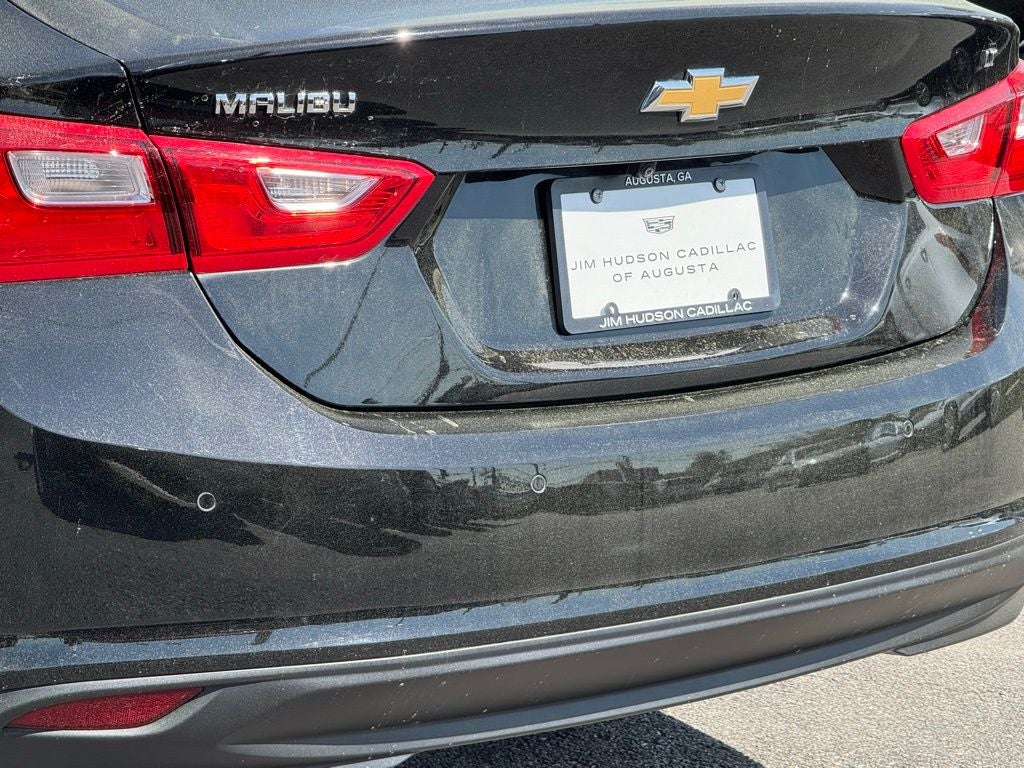 MALIBU
AUGUSTA, GA
JIM HUDSON CADILLAC
OF AUGUSTA
JIM HUDSON CADILLAC